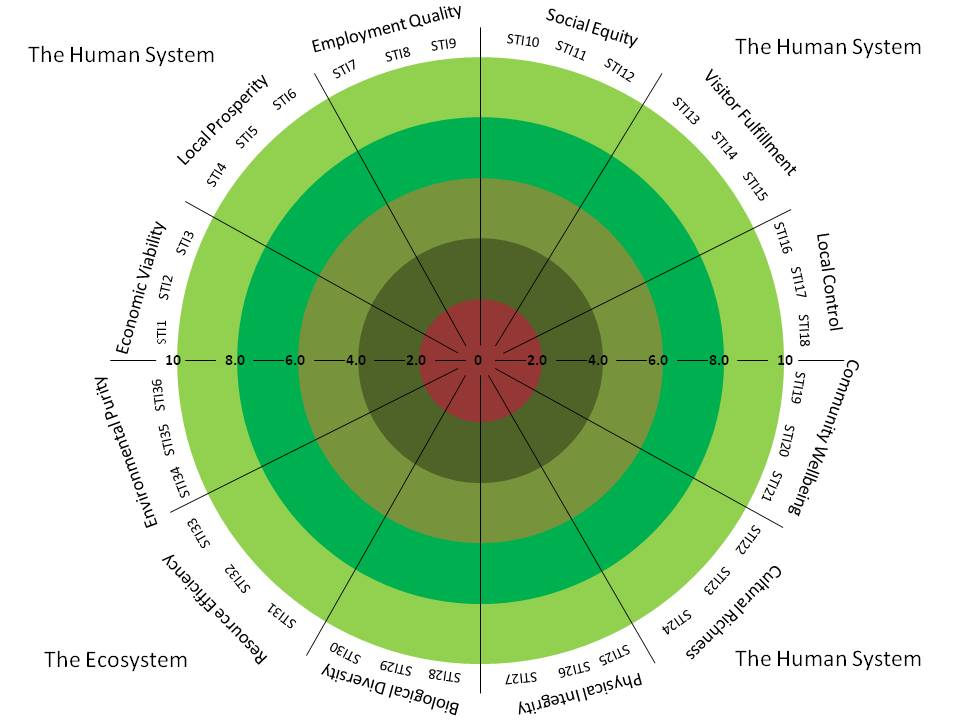 The Human System
The Human System
Economic Viability
STI1
STI2
STI3
Local Prosperity
STI4
STI5
STI6
Employment Quality
STI7
STI8
STI9
Social Equity
STI10
STI11
STI12
Visitor Fulfillment
STI13
STI14
STI15
Local Control
STI16
STI17
STI18
10 8.0 6.0 4.0 2.0 0 2.0 4.0 6.0 8.0 10
Community Wellbeing
STI19
STI20
STI21
Cultural Richness
STI22
STI23
STI24
Physical Integrity
STI25
STI26
STI27
Biological Diversity
STI28
STI29
STI30
Resource Efficiency
STI31
STI32
STI33
Environmental Purity
STI34
STI35
STI36
The Ecosystem
The Human System